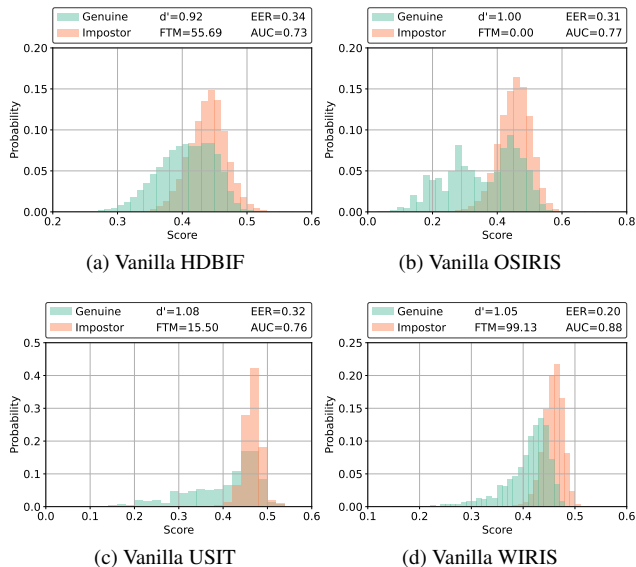 Genuine d'=0.92 EER=0.34
Impostor FTM=55.69 AUC=0.73
0.20
0.15
0.10
0.05
0.00
Probability
0.2 0.3 0.4 0.5 0.6
Score
(a) Vanilla HDBIF
Genuine d'=1.00 EER=0.31
Impostor FTM=0.00 AUC=0.77
0.20
0.15
0.10
0.05
0.00
Probability
0.0 0.2 0.4 0.6 0.8
Score
(b) Vanilla OSIRIS
Genuine d'=1.08 EER=0.32
Impostor FTM=15.50 AUC=0.76
0.5
0.4
0.3
0.2
0.1
0.0
Probability
0.0 0.1 0.2 0.3 0.4 0.5 0.6
Score
(c) Vanilla USIT
Genuine d'=1.05 EER=0.20
Impostor FTM=99.13 AUC=0.88
0.25
0.20
0.15
0.10
0.05
0.00
Probability
0.1 0.2 0.3 0.4 0.5 0.6
Score
(d) Vanilla WIRIS